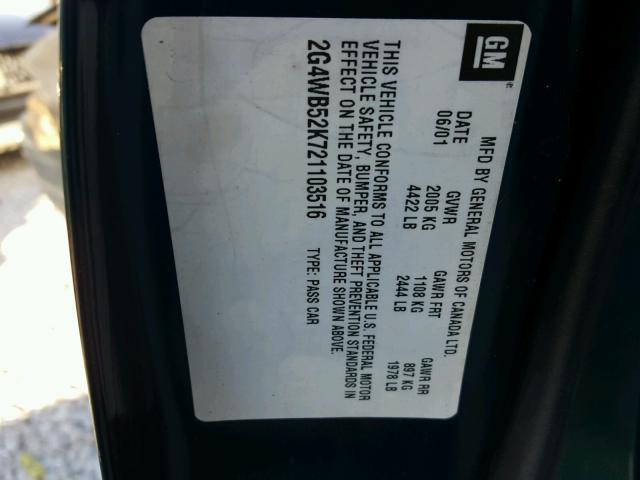 GM
MFD BY GENERAL MOTORS OF CANADA LTD.
DATE GVWR GAWR FRT GAWR RR
06/01 2005 KG 1108 KG 897 KG
4422 LB 2444 LB 1978 LB
THIS VEHICLE CONFORMS TO ALL APPLICABLE U.S. FEDERAL MOTOR
VEHICLE SAFETY, BUMPER, AND THEFT PREVENTION STANDARDS IN
EFFECT ON THE DATE OF MANUFACTURE SHOWN ABOVE.
2G4WB52K721103516 TYPE: PASS CAR